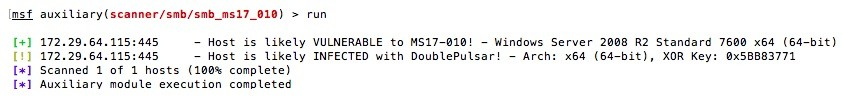 msf auxiliary(scanner/smb/smb_ms17_010) > run
[+] 172.29.64.115:445 - Host is likely VULNERABLE to MS17-010! - Windows Server 2008 R2 Standard 7600 x64 (64-bit)
[!] 172.29.64.115:445 - Host is likely INFECTED with DoublePulsar! - Arch: x64 (64-bit), XOR Key: 0x5BB83771
[*] Scanned 1 of 1 hosts (100% complete)
[*] Auxiliary module execution completed